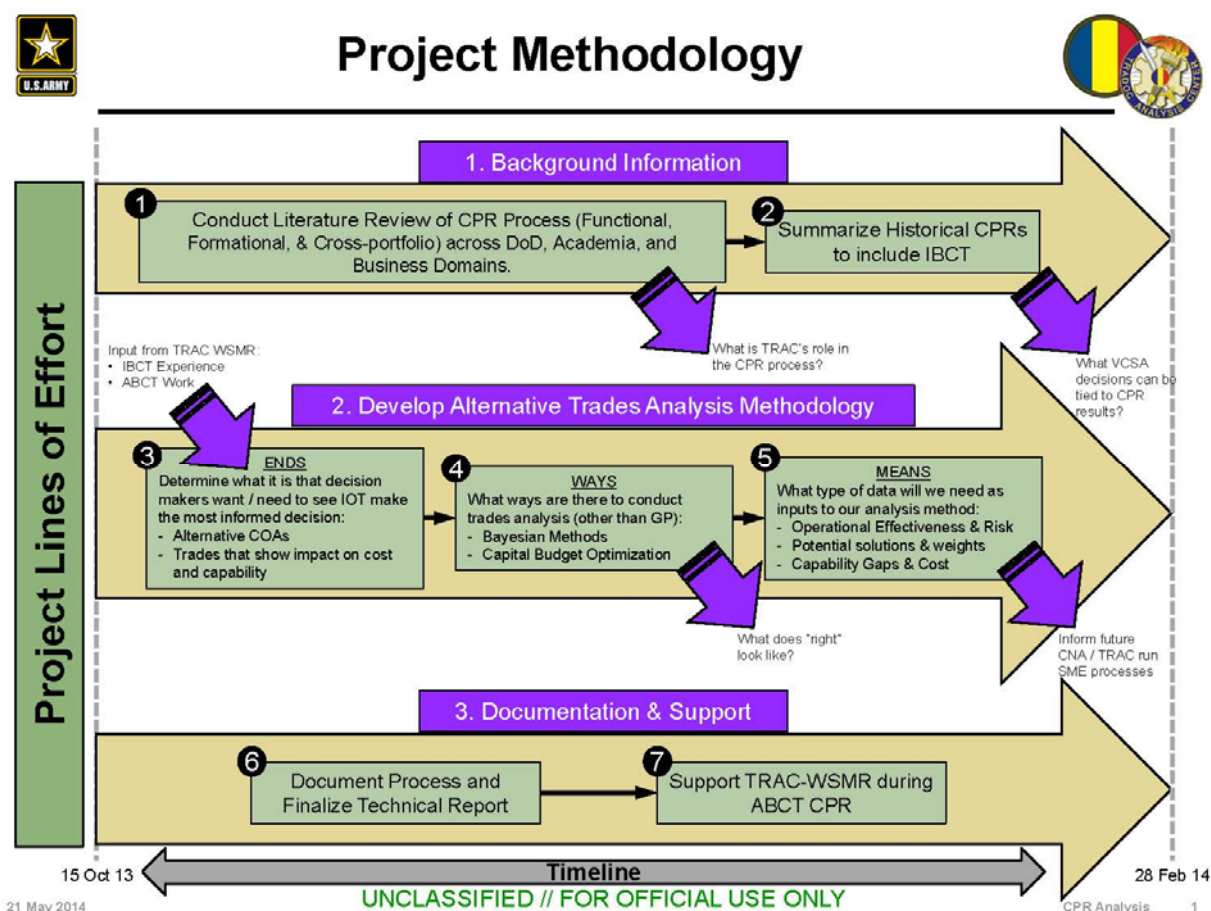 Project Methodology
U.S.ARMY
TRADOC ANALYSIS CENTER
Project Lines of Effort
1. Background Information
1
Conduct Literature Review of CPR Process (Functional,
Formational, & Cross-portfolio) across DoD, Academia, and
Business Domains.
2
Summarize Historical CPRs
to include IBCT
What is TRAC's role in
the CPR process?
What VCSA
decisions can be
tied to CPR
results?
Input from TRAC WSMR:
• IBCT Experience
• ABCT Work
2. Develop Alternative Trades Analysis Methodology
3
ENDS
Determine what it is that decision
makers want / need to see IOT make
the most informed decision:
- Alternative COAs
- Trades that show impact on cost
and capability
4
WAYS
What ways are there to conduct
trades analysis (other than GP):
- Bayesian Methods
- Capital Budget Optimization
5
MEANS
What type of data will we need as
inputs to our analysis method:
- Operational Effectiveness & Risk
- Potential solutions & weights
- Capability Gaps & Cost
What does "right"
look like?
Inform future
CNA / TRAC run
SME processes
3. Documentation & Support
6
Document Process and
Finalize Technical Report
7
Support TRAC-WSMR during
ABCT CPR
15 Oct 13
Timeline
28 Feb 14
UNCLASSIFIED // FOR OFFICIAL USE ONLY
21 May 2014
CPR Analysis 1